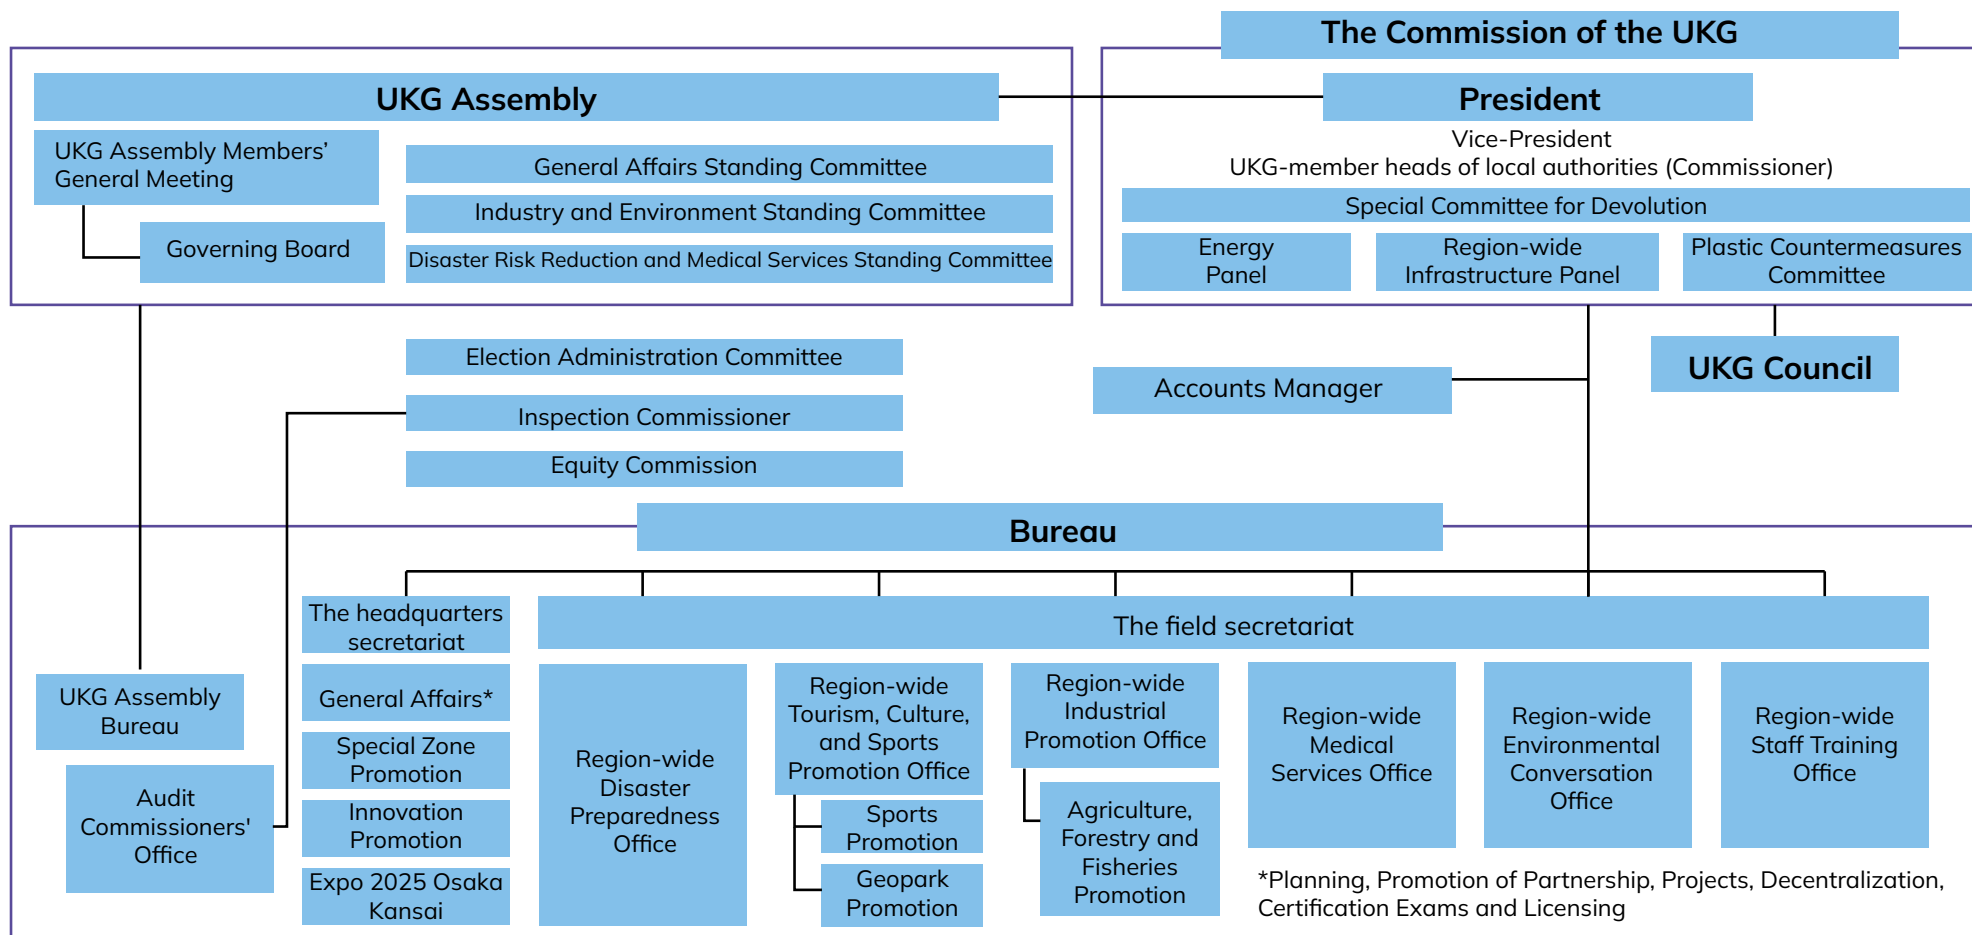 The Commission of the UKG
UKG Assembly
President
UKG Assembly Members’
General Meeting
Governing Board
General Affairs Standing Committee
Industry and Environment Standing Committee
Disaster Risk Reduction and Medical Services Standing Committee
Vice-President
UKG-member heads of local authorities (Commissioner)
Special Committee for Devolution
Energy
Panel
Region-wide
Infrastructure Panel
Plastic Countermeasures
Committee
Election Administration Committee
Inspection Commissioner
Equity Commission
Accounts Manager
UKG Council
Bureau
The headquarters
secretariat
The field secretariat
UKG Assembly
Bureau
Audit
Commissioners'
Office
General Affairs*
Special Zone
Promotion
Innovation
Promotion
Expo 2025 Osaka
Kansai
Region-wide
Disaster
Preparedness
Office
Region-wide
Tourism, Culture,
and Sports
Promotion Office
Sports
Promotion
Geopark
Promotion
Region-wide
Industrial
Promotion Office
Agriculture,
Forestry and
Fisheries
Promotion
Region-wide
Medical
Services Office
Region-wide
Environmental
Conversation
Office
Region-wide
Staff Training
Office
*Planning, Promotion of Partnership, Projects, Decentralization,
Certification Exams and Licensing